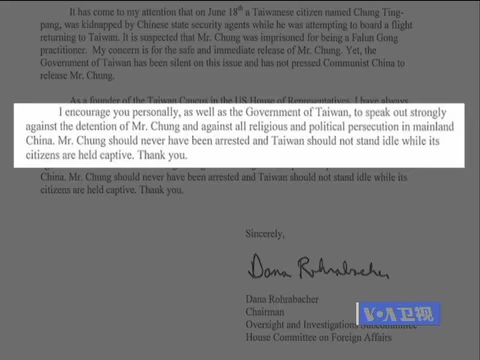 It has come to my attention that on June 18th a Taiwanese citizen named Chung Ting-
pang, was kidnapped by Chinese state security agents while he was attempting to board a flight
returning to Taiwan. It is suspected that Mr. Chung was imprisoned for being a Falun Gong
practitioner. My concern is for the safe and immediate release of Mr. Chung. Yet, the
Government of Taiwan has been silent on this issue and has not pressed Communist China to
release Mr. Chung.
As a founder of the Taiwan Caucus in the US House of Representatives, I have always
I encourage you personally, as well as the Government of Taiwan, to speak out strongly
against the detention of Mr. Chung and against all religious and political persecution in mainland
China. Mr. Chung should never have been arrested and Taiwan should not stand idle while its
citizens are held captive. Thank you.
China. Mr. Chung should never have been arrested and Taiwan should not stand idle while its
citizens are held captive. Thank you.
Sincerely,
Dana Rohrabacher
Dana Rohrabacher
Chairman
Oversight and Investigations Subcommittee
House Committee on Foreign Affairs
VOA卫视